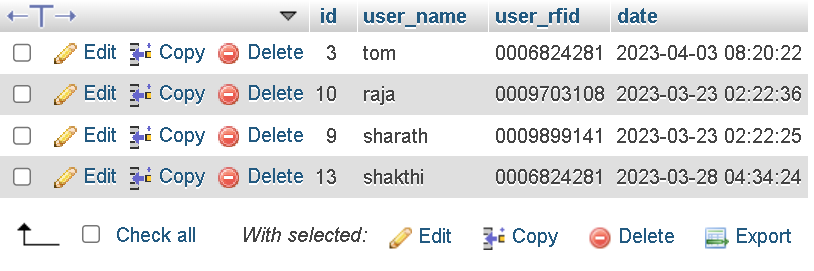 id user_name user_rfid date
Edit Copy Delete 3 tom 0006824281 2023-04-03 08:20:22
Edit Copy Delete 10 raja 0009703108 2023-03-23 02:22:36
Edit Copy Delete 9 sharath 0009899141 2023-03-23 02:22:25
Edit Copy Delete 13 shakthi 0006824281 2023-03-28 04:34:24
Check all With selected: Edit Copy Delete Export